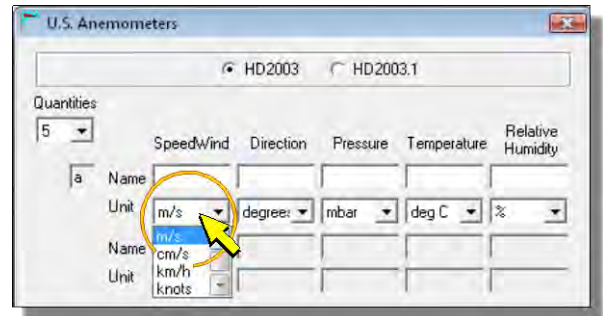 U.S. Anemometers
HD2003 HD2003.1
Quantities
5
SpeedWind Direction Pressure Temperature Relative Humidity
a Name
Unit m/s degree: mbar deg C %
m/s
Name cm/s
Unit km/h
knots